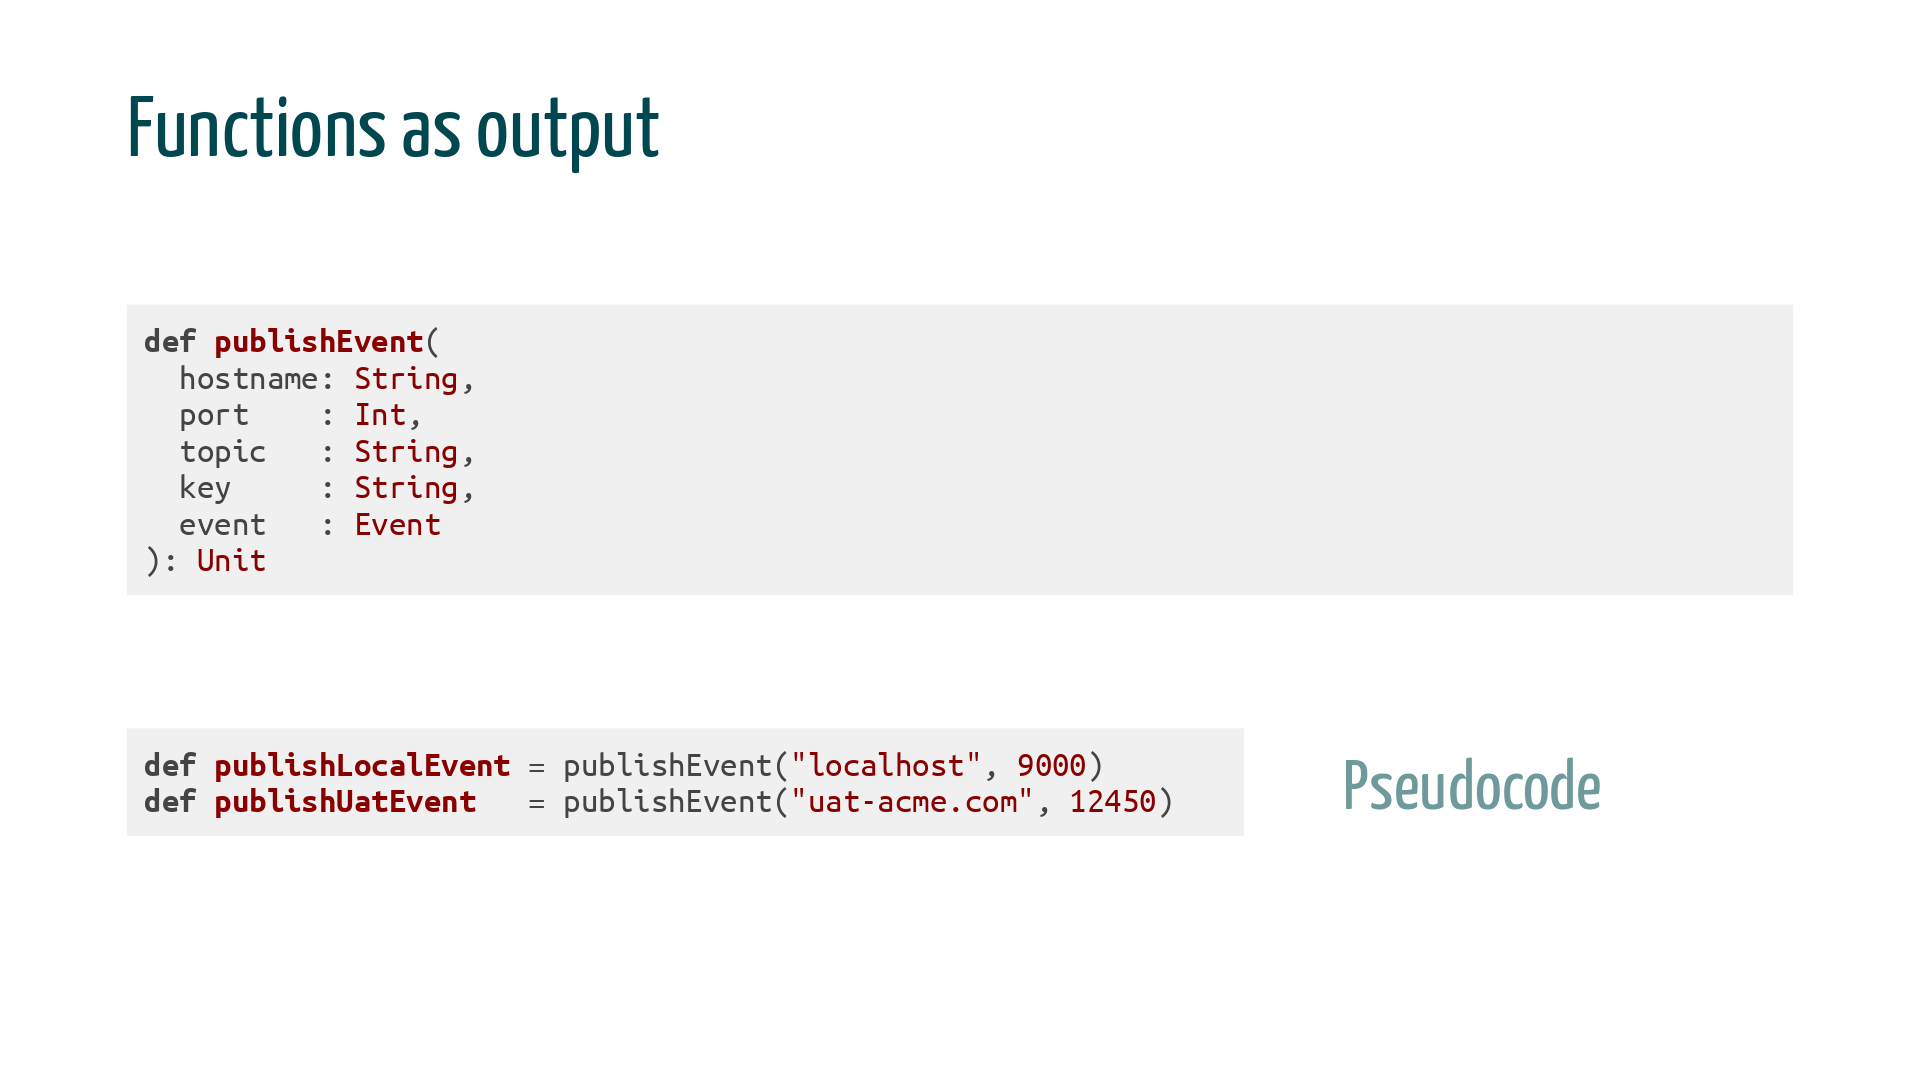 Functions as output
def publishEvent(
  hostname: String,
  port    : Int,
  topic   : String,
  key     : String,
  event   : Event
): Unit
def publishLocalEvent = publishEvent("localhost", 9000)
def publishUatEvent   = publishEvent("uat-acme.com", 12450)
Pseudocode